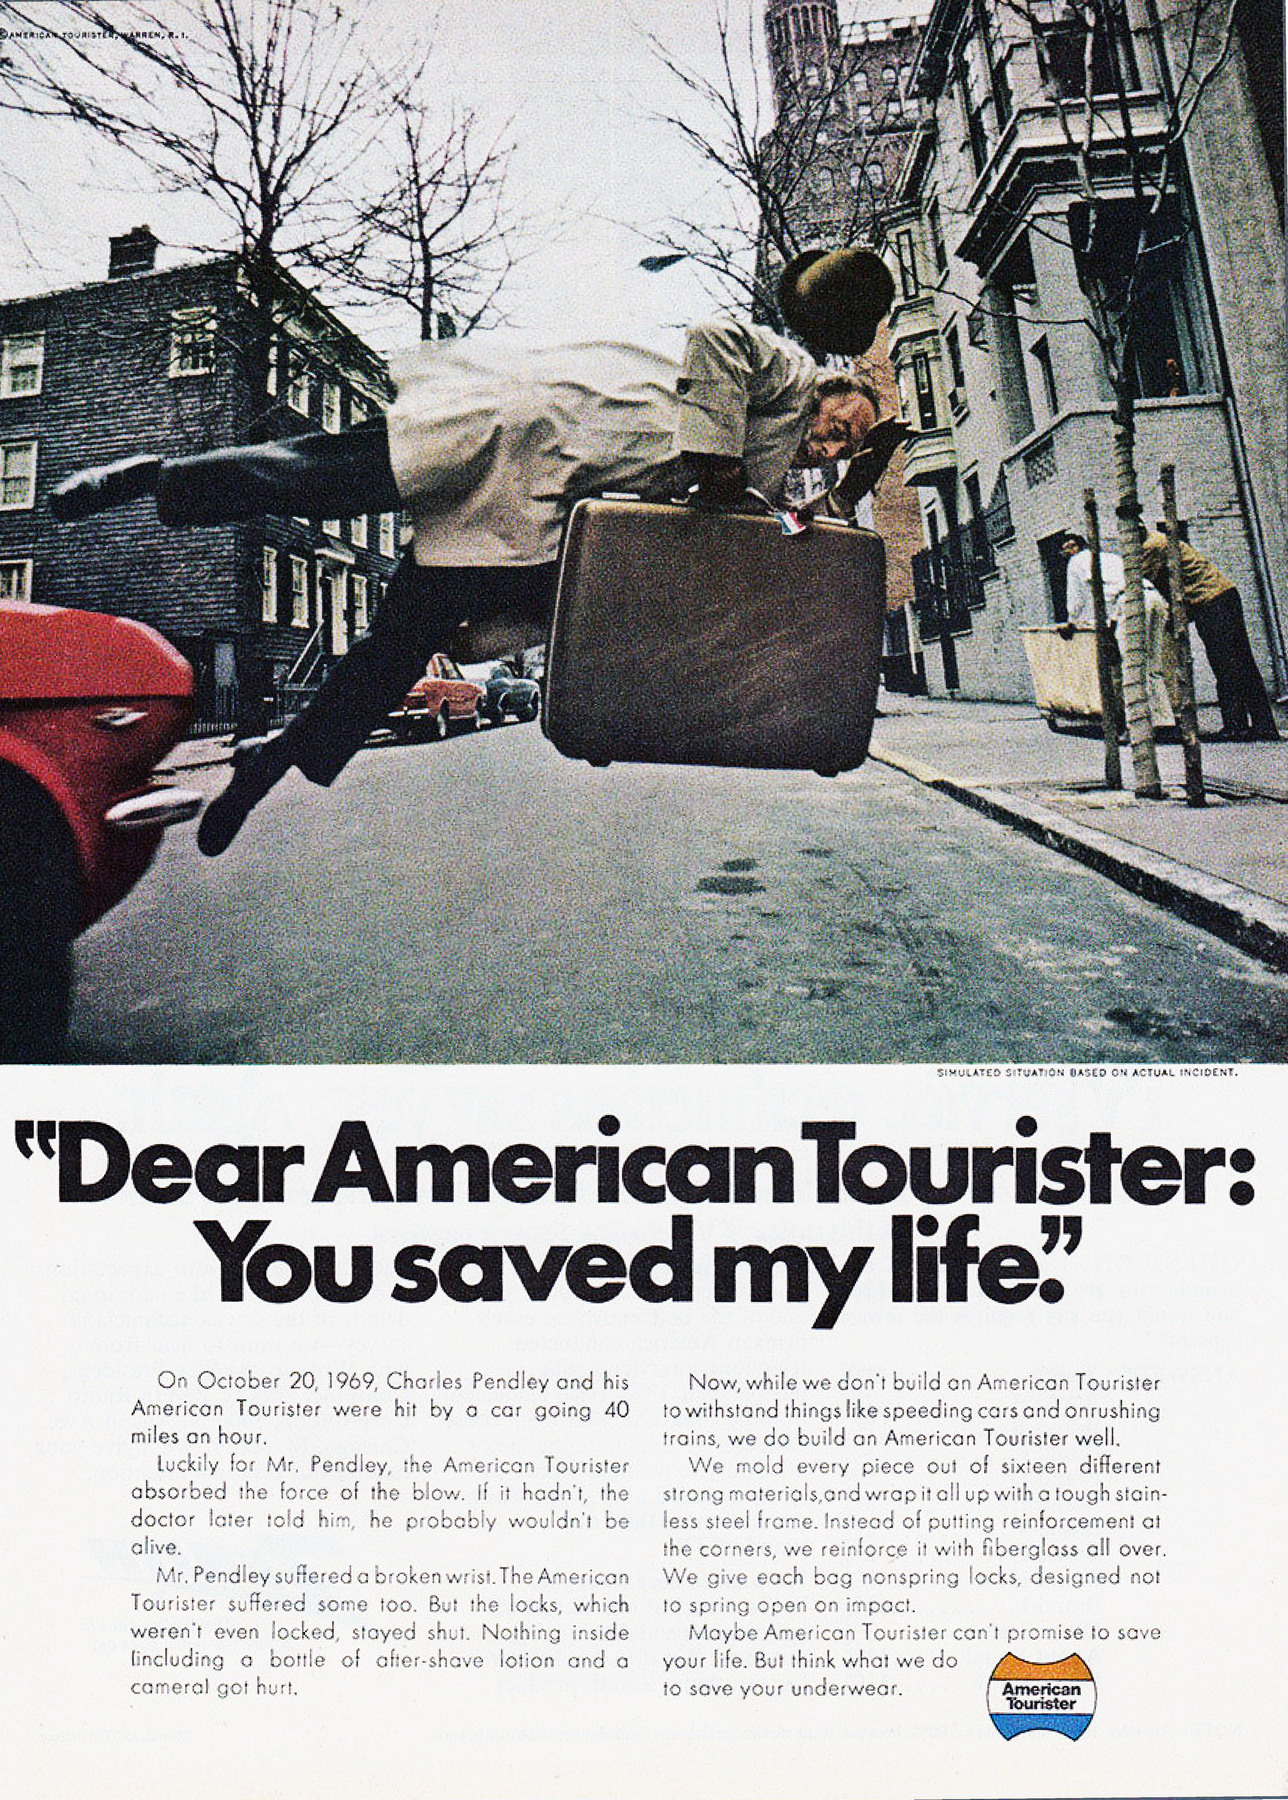 ©AMERICAN TOURISTER, WARREN, R.I.
SIMULATED SITUATION BASED ON ACTUAL INCIDENT.
"Dear American Tourister:
You saved my life."
On October 20, 1969, Charles Pendley and his
American Tourister were hit by a car going 40
miles an hour.
Luckily for Mr. Pendley, the American Tourister
absorbed the force of the blow. If it hadn't, the
doctor later told him, he probably wouldn't be
alive.
Mr. Pendley suffered a broken wrist. The American
Tourister suffered some too. But the locks, which
weren't even locked, stayed shut. Nothing inside
(including a bottle of after-shave lotion and a
camera) got hurt.
Now, while we don't build an American Tourister
to withstand things like speeding cars and onrushing
trains, we do build an American Tourister well.
We mold every piece out of sixteen different
strong materials, and wrap it all up with a tough stain-
less steel frame. Instead of putting reinforcement at
the corners, we reinforce it with fiberglass all over.
We give each bag nonspring locks, designed not
to spring open on impact.
Maybe American Tourister can't promise to save
your life. But think what we do
to save your underwear.
American
Tourister